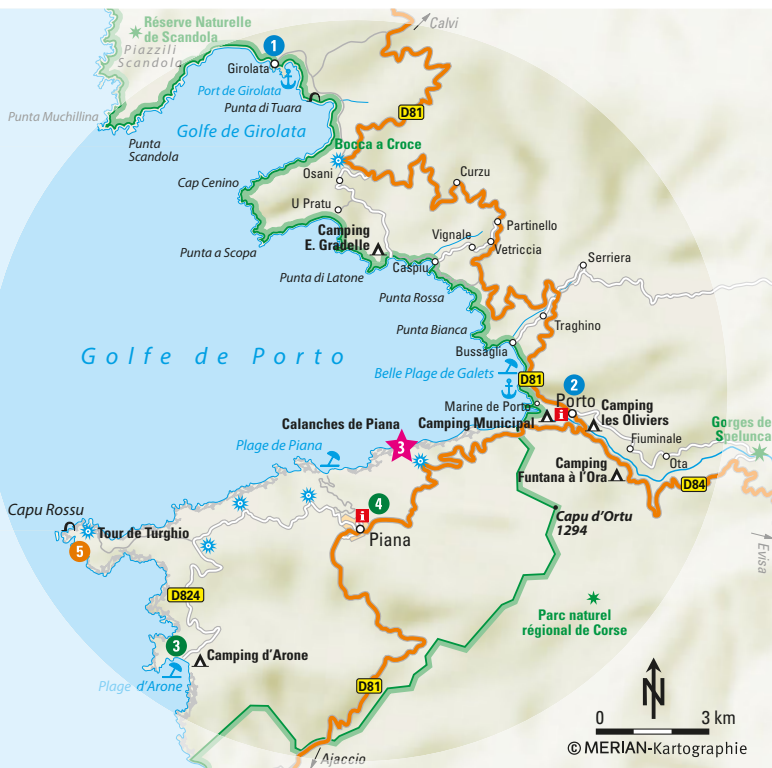 Réserve Naturelle
de Scandola
Calvi
Piazzili
Scandola
1
Girolata
Port de Girolata
Punta di Tuara
Punta Muchillina
D81
Golfe de Girolata
Punta
Scandola
Bocca a Croce
Osani
Curzu
Cap Cenino
U Pratu
Partinello
Camping
E. Gradelle
Vignale
Vetriccia
Punta a Scopa
Serriera
Caspiu
Punta di Latone
Punta Rossa
Traghino
Punta Bianca
Bussaglia
Golfe de Porto
Belle Plage de Galets
D81
2
Marine de Porto
Porto
i
Camping
les Oliviers
Calanches de Piana
Camping Municipal
3
Gorges de
Spelunca
Fiuminale
Ota
Plage de Piana
Camping
Funtana à l'Ora
D84
4
i
Capu Rossu
Capu d'Ortu
1294
Tour de Turghio
Piana
5
Evisa
D824
Parc naturel
régional de Corse
3
Camping d'Arone
Plage d'Arone
D81
N
0 3 km
Ajaccio
© MERIAN-Kartographie